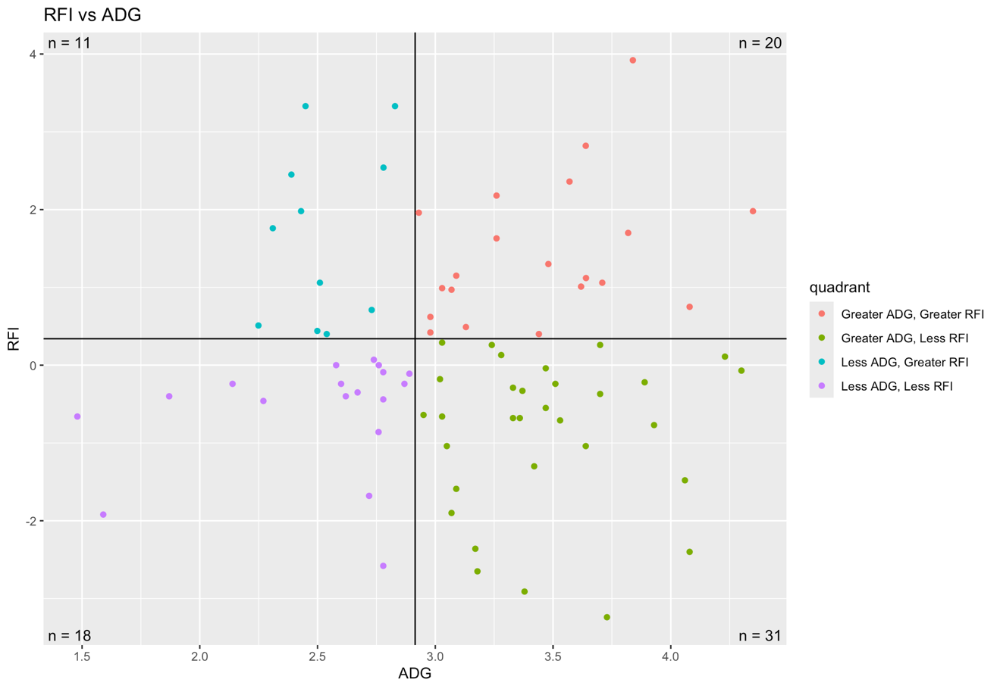 RFI vs ADG
n = 11
n = 20
4
2
0
-2
RFI
n = 18
n = 31
1.5
2.0
2.5
3.0
3.5
4.0
ADG
quadrant
Greater ADG, Greater RFI
Greater ADG, Less RFI
Less ADG, Greater RFI
Less ADG, Less RFI